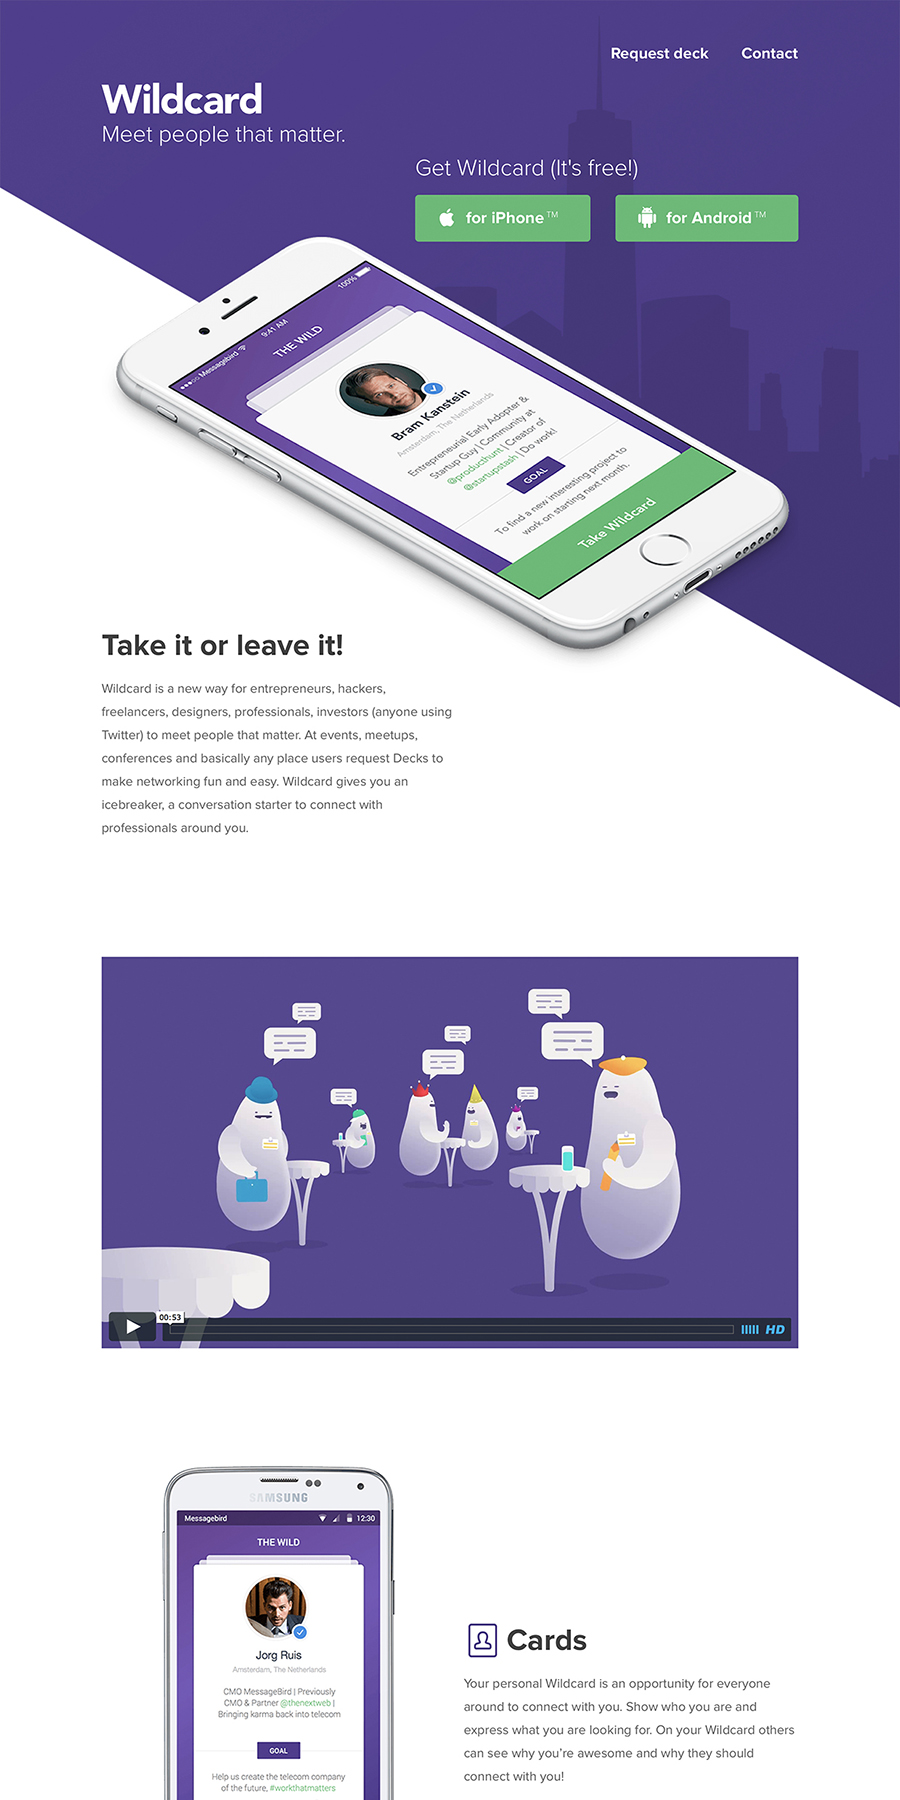 Request deck Contact
Wildcard
Meet people that matter.
Get Wildcard (It's free!)
for iPhone™ for Android™
●●●○○ Messagebird 9:41 AM 100%
THE WILD
Bram Kanstein
Amsterdam, The Netherlands
Entrepreneurial Early Adopter &
Startup Guy | Community at
@producthunt | Creator of
@startupstash | Do work!
GOAL
To find a new interesting project to
work on starting next month.
Take Wildcard
Take it or leave it!
Wildcard is a new way for entrepreneurs, hackers,
freelancers, designers, professionals, investors (anyone using
Twitter) to meet people that matter. At events, meetups,
conferences and basically any place users request Decks to
make networking fun and easy. Wildcard gives you an
icebreaker, a conversation starter to connect with
professionals around you.
00:53
HD
SAMSUNG
Messagebird 12:30
THE WILD
Jorg Ruis
Amsterdam, The Netherlands
CMO MessageBird | Previously
CMO & Partner @thenextweb |
Bringing karma back into telecom
GOAL
Help us create the telecom company
of the future, #workthatmatters
Cards
Your personal Wildcard is an opportunity for everyone
around to connect with you. Show who you are and
express what you are looking for. On your Wildcard others
can see why you're awesome and why they should
connect with you!